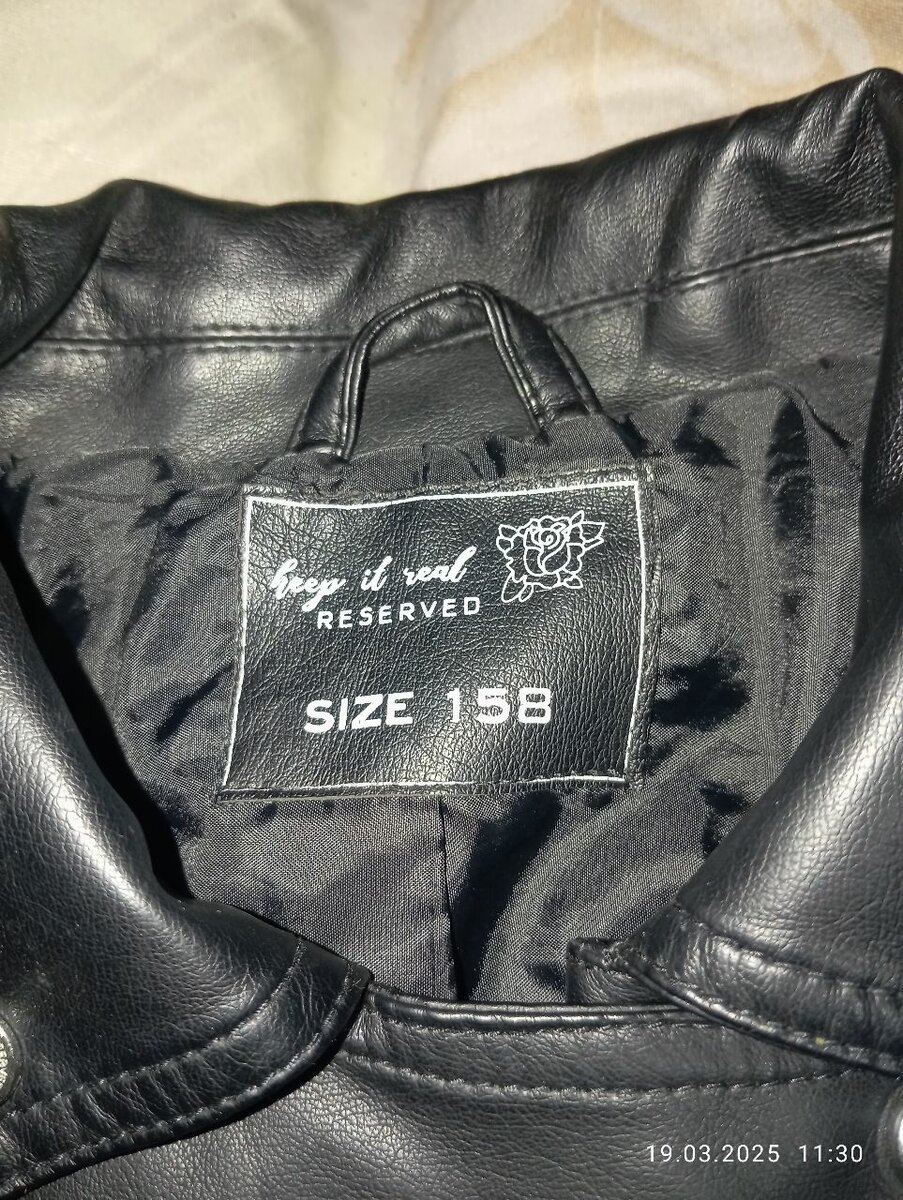 keep it real
RESERVED
SIZE 158
19.03.2025 11:30